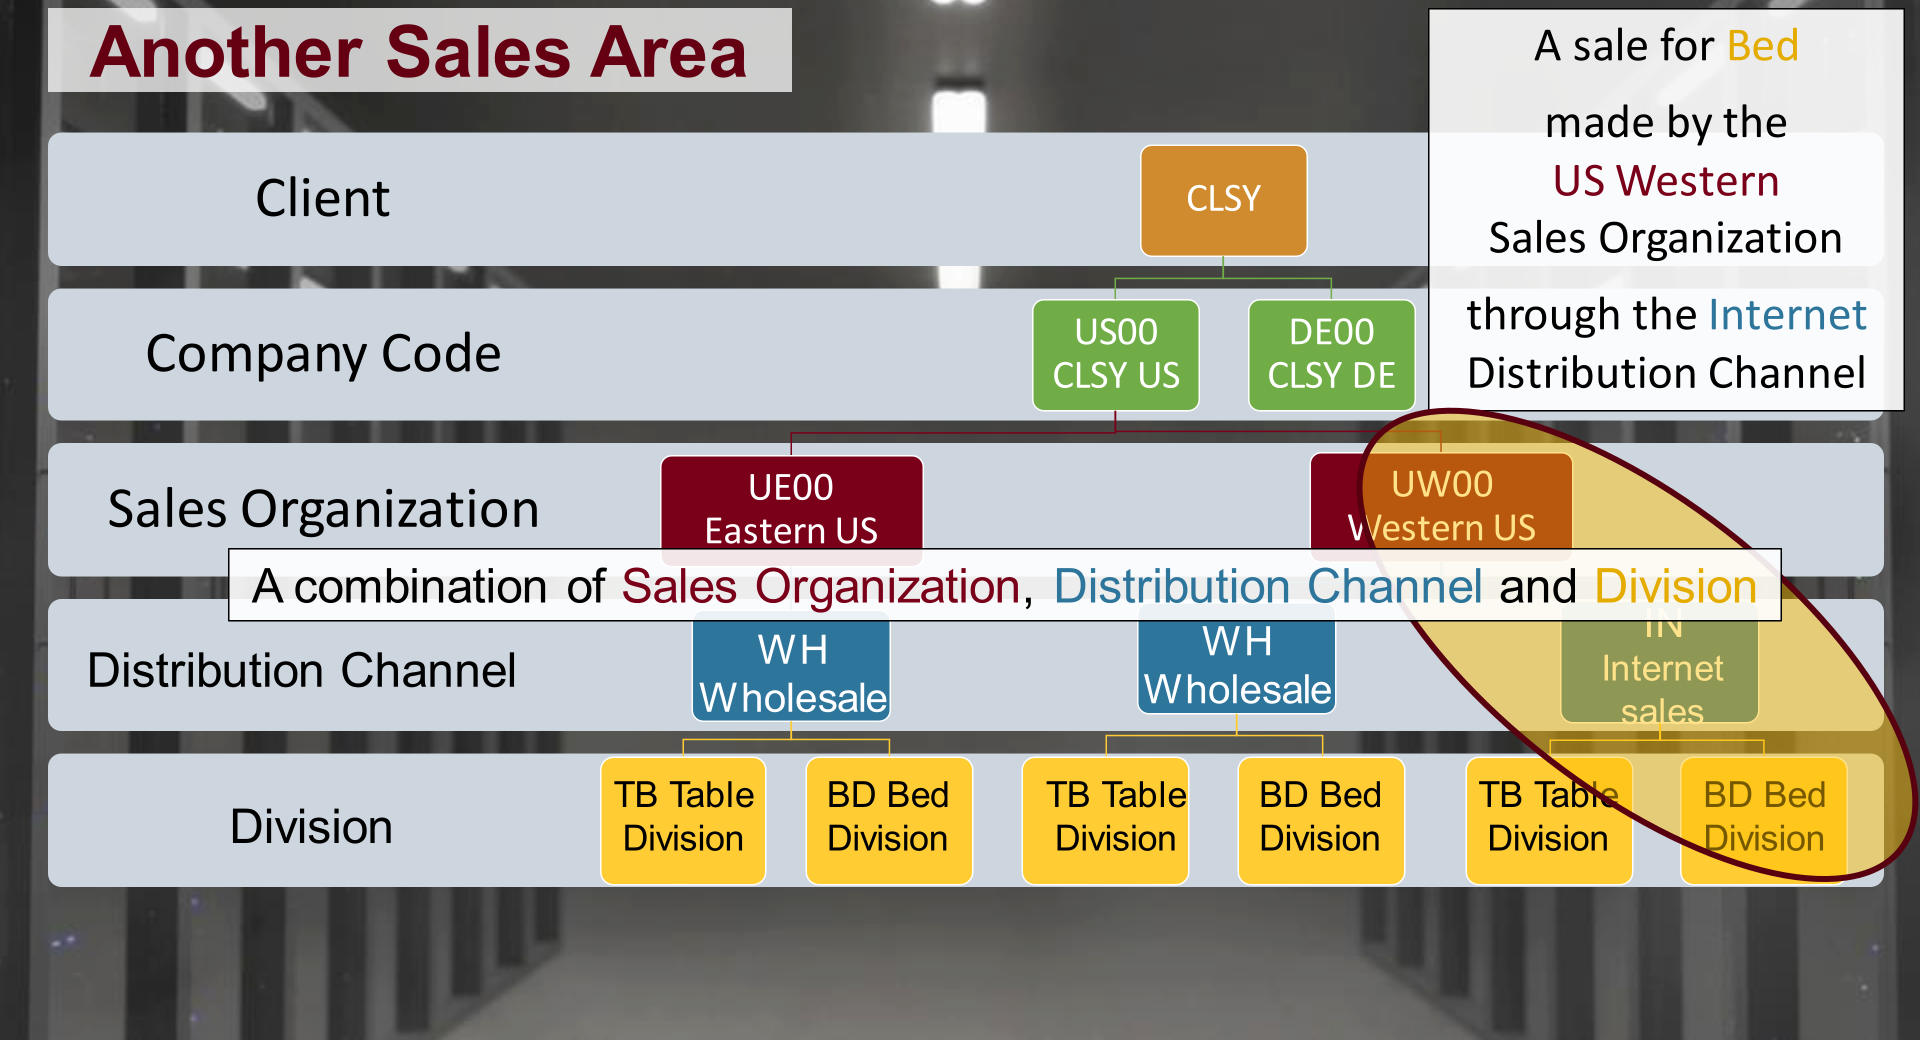 Another Sales Area
A sale for Bed
made by the
US Western
Sales Organization
through the Internet
Distribution Channel
Client
CLSY
Company Code
US00
CLSY US
DE00
CLSY DE
Sales Organization
UE00
Eastern US
UW00
Western US
A combination of Sales Organization, Distribution Channel and Division
Distribution Channel
WH
Wholesale
WH
Wholesale
IN
Internet
sales
Division
TB Table
Division
BD Bed
Division
TB Table
Division
BD Bed
Division
TB Table
Division
BD Bed
Division